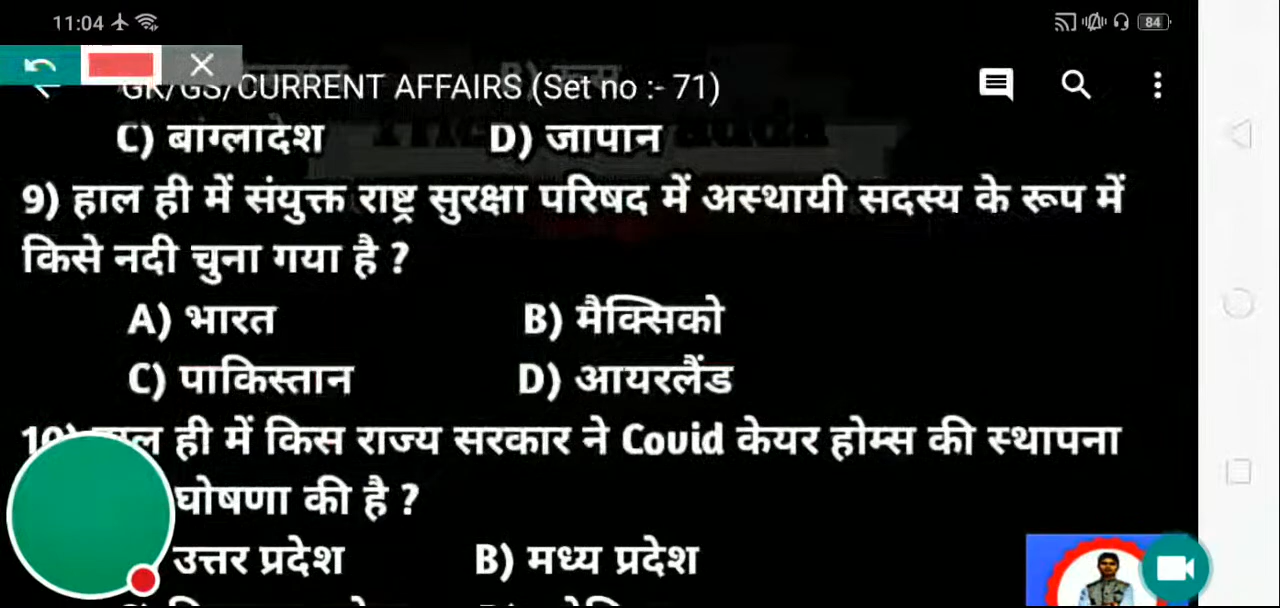 11:04
84
GK/GS/CURRENT AFFAIRS (Set no :- 71)
C) बांग्लादेश D) जापान
9) हाल ही में संयुक्त राष्ट्र सुरक्षा परिषद में अस्थायी सदस्य के रूप में
किसे नदी चुना गया है ?
A) भारत B) मैक्सिको
C) पाकिस्तान D) आयरलैंड
ही में किस राज्य सरकार ने Covid केयर होम्स की स्थापना
घोषणा की है ?
उत्तर प्रदेश B) मध्य प्रदेश